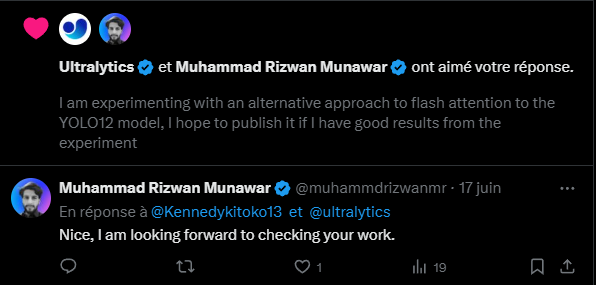 Ultralytics et Muhammad Rizwan Munawar ont aimé votre réponse.
I am experimenting with an alternative approach to flash attention to the
YOLO12 model, I hope to publish it if I have good results from the
experiment
Muhammad Rizwan Munawar @muhammdrizwanmr · 17 juin
En réponse à @Kennedykitoko13 et @ultralytics
Nice, I am looking forward to checking your work.
1 19